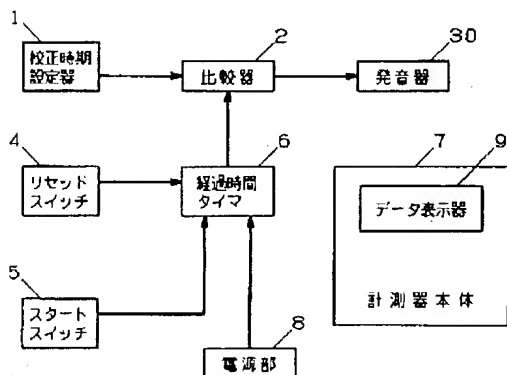 1
校正時期
設定器
2
比較器
30
発音器
4
リセッド
スイッチ
6
経過時間
タイマ
7
9
データ表示器
計測器本体
5
スタート
スイッチ
8
電源部